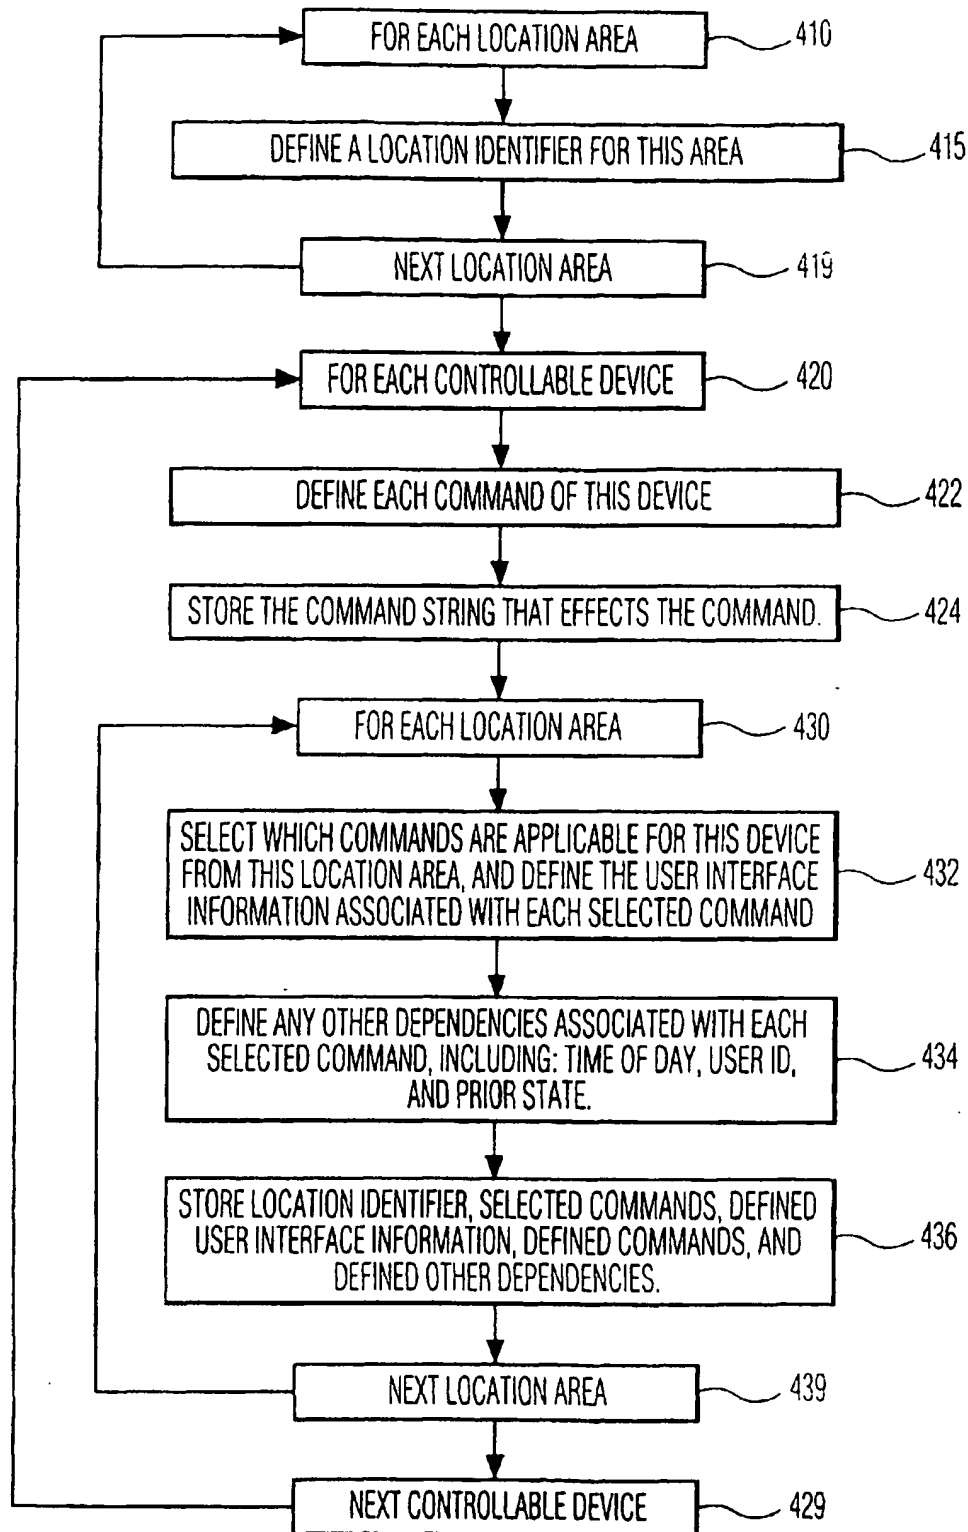 FOR EACH LOCATION AREA 410
DEFINE A LOCATION IDENTIFIER FOR THIS AREA 415
NEXT LOCATION AREA 419
FOR EACH CONTROLLABLE DEVICE 420
DEFINE EACH COMMAND OF THIS DEVICE 422
STORE THE COMMAND STRING THAT EFFECTS THE COMMAND. 424
FOR EACH LOCATION AREA 430
SELECT WHICH COMMANDS ARE APPLICABLE FOR THIS DEVICE
FROM THIS LOCATION AREA, AND DEFINE THE USER INTERFACE 432
INFORMATION ASSOCIATED WITH EACH SELECTED COMMAND
DEFINE ANY OTHER DEPENDENCIES ASSOCIATED WITH EACH
SELECTED COMMAND, INCLUDING: TIME OF DAY, USER ID, 434
AND PRIOR STATE.
STORE LOCATION IDENTIFIER, SELECTED COMMANDS, DEFINED
USER INTERFACE INFORMATION, DEFINED COMMANDS, AND 436
DEFINED OTHER DEPENDENCIES.
NEXT LOCATION AREA 439
NEXT CONTROLLABLE DEVICE 429